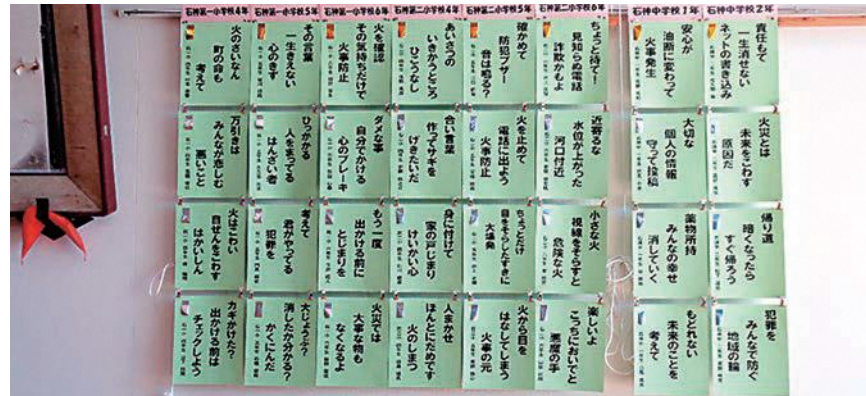 石神第一小学校4年
火のさいなん
町の命も
考えて
万引きは
みんなが悲しむ
悪いこと
火はこわい
自ぜんをこわす
はかいしん
カギかけた？
出かける前は
チェックしよう
石神第一小学校5年
その言葉
一生きえない
心のきず
ひっかかる
人をまってる
はんざい者
考えて
君がやってる
犯罪を
大じょうぶ？
消したか分かる？
かくにんだ
石神第一小学校6年
火を確認
その気持ちだけで
火事防止
ダメな事
自分でかける
心のブレーキ
もう一度
出かける前に
とじまりを
火災では
大事な物も
なくなるよ
石神第二小学校4年
あいさつの
いきかうところ
ひこうなし
合い言葉
作ってサギを
げきたいだ
身に付けて
家の戸じまり
けいかい心
人まかせ
ほんとにだめです
火のしまつ
石神第二小学校5年
確かめて
防犯ブザー
音は鳴る？
火を止めて
電話に出よう
火事防止
ちょっとだけ
目をそらしたすきに
大爆発
火から目を
はなしてしまう
火事の元
石神第二小学校6年
ちょっと待て！
見知らぬ電話
詐欺かもよ
近寄るな
水位が上がった
河口付近
小さな火
視線をそらすと
危険な火
楽しいよ
こっちにおいでと
悪魔の手
石神中学校1年
安心が
油断に変わって
火事発生
大切な
個人の情報
守って投稿
薬物所持
みんなの幸せ
消していく
もどれない
未来のことを
考えて
石神中学校2年
責任もて
一生消せない
ネットの書き込み
火災とは
未来をこわす
原因だ
帰り道
暗くなったら
すぐ帰ろう
犯罪を
みんなで防ぐ
地域の輪